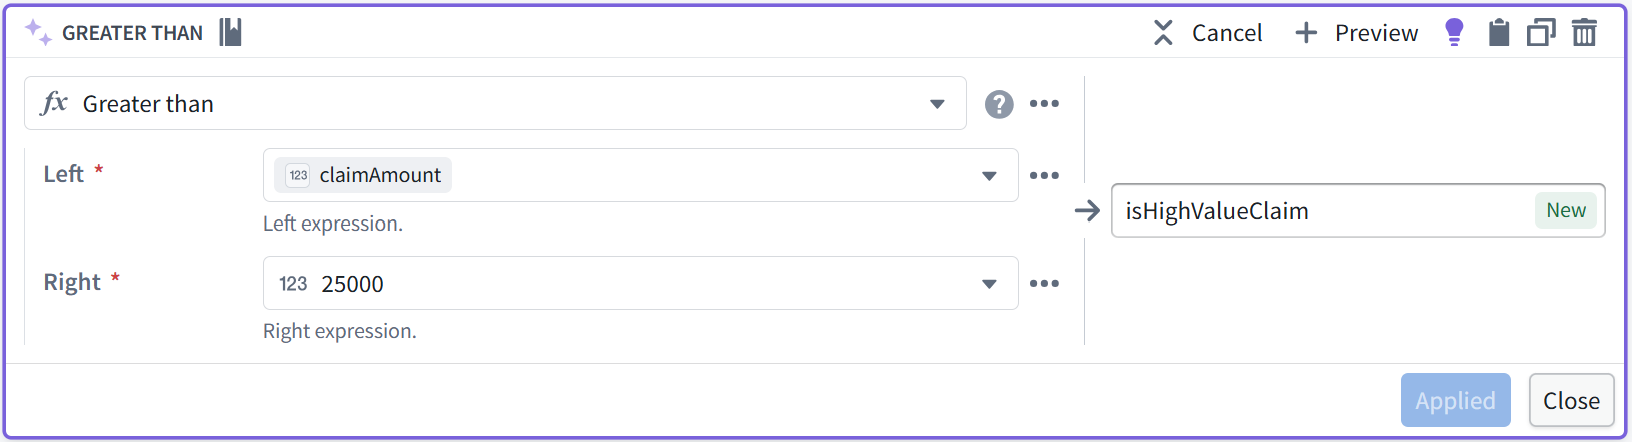 GREATER THAN
Cancel
Preview
fx Greater than
?
Left *
123 claimAmount
Left expression.
isHighValueClaim
New
Right *
123 25000
Right expression.
Applied
Close